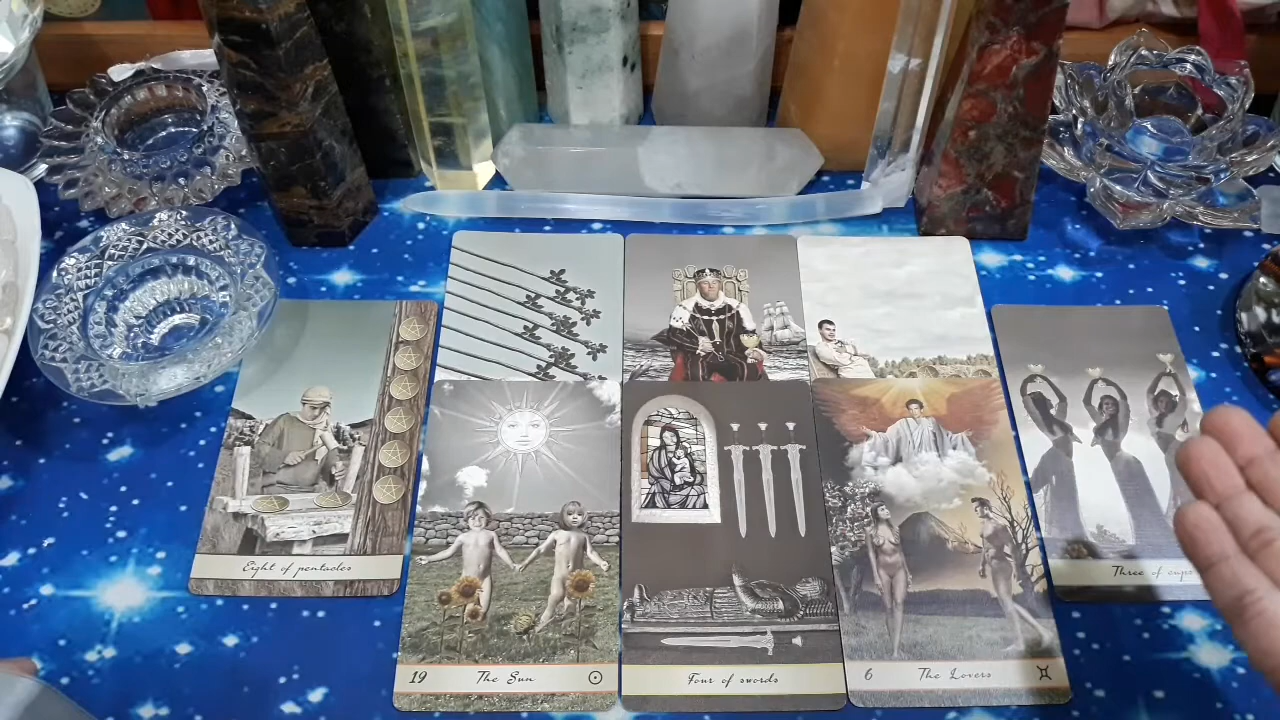 Eight of pentacles
19 The Sun
Four of swords
6 The Lovers
Three of cups